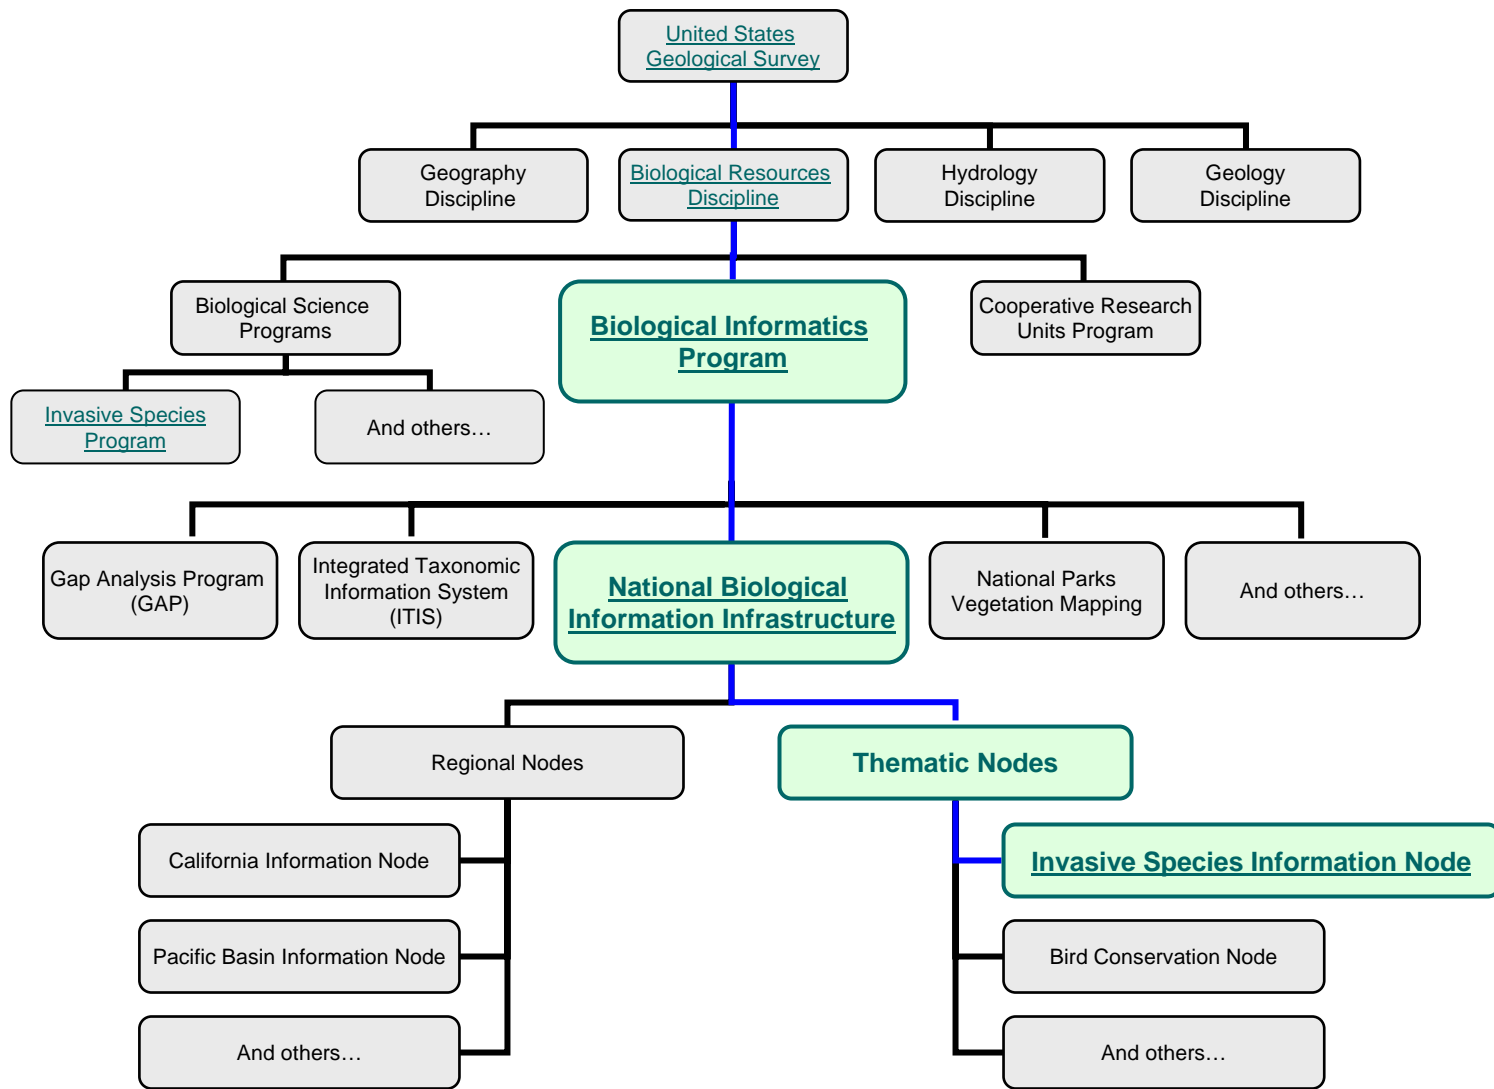 United States
Geological Survey
Geography
Discipline
Biological Resources
Discipline
Hydrology
Discipline
Geology
Discipline
Biological Science
Programs
Biological Informatics
Program
Cooperative Research
Units Program
Invasive Species
Program
And others…
Gap Analysis Program
(GAP)
Integrated Taxonomic
Information System
(ITIS)
National Biological
Information Infrastructure
National Parks
Vegetation Mapping
And others…
Regional Nodes
Thematic Nodes
California Information Node
Invasive Species Information Node
Pacific Basin Information Node
Bird Conservation Node
And others…
And others…